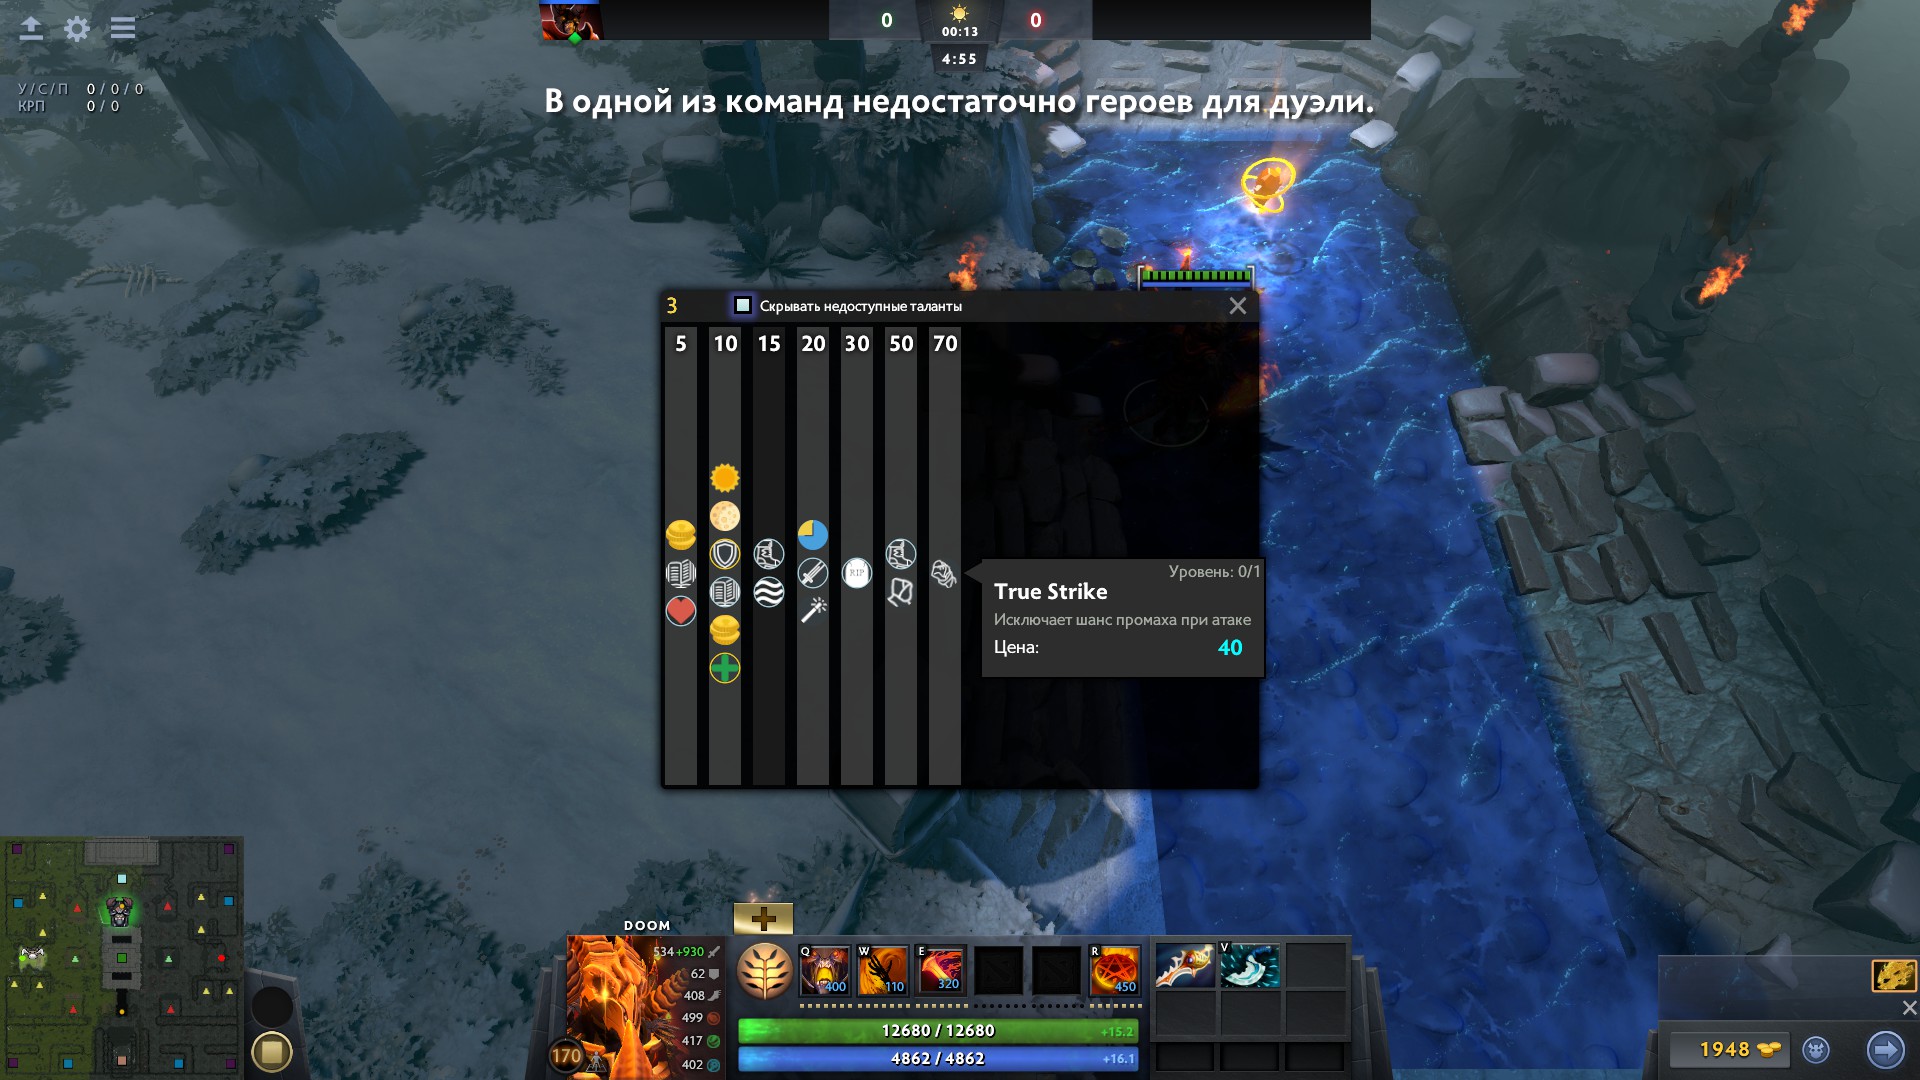 0
00:13
0
4:55
У/С/П 0/0/0
КРП 0/0
В одной из команд недостаточно героев для дуэли.
3
Скрывать недоступные таланты
5 10 15 20 30 50 70
RIP
Уровень: 0/1
True Strike
Исключает шанс промаха при атаке
Цена: 40
DOOM
534+930
62
408
499
417
402
170
Q 400
W 110
E 320
R 450
V
12680 / 12680 +15.2
4862 / 4862 +16.1
1948